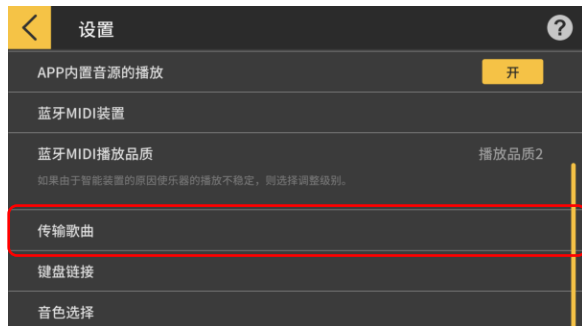 设置
?
APP内置音源的播放
开
蓝牙MIDI装置
蓝牙MIDI播放品质
播放品质2
如果由于智能装置的原因使乐器的播放不稳定，则选择调整级别。
传输歌曲
键盘链接
音色选择